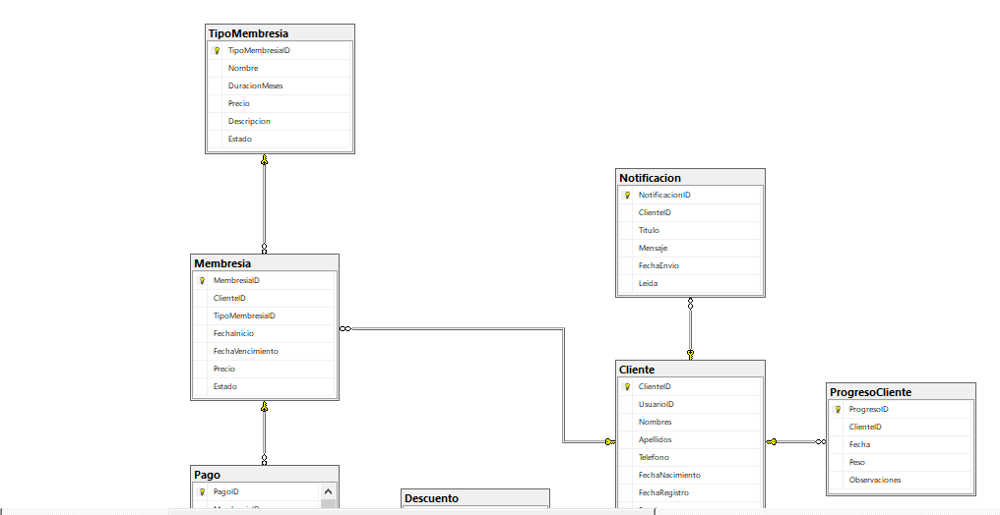 TipoMembresia
TipoMembresiaID
Nombre
DuracionMeses
Precio
Descripcion
Estado
Notificacion
NotificacionID
ClienteID
Titulo
Mensaje
FechaEnvio
Leida
Membresia
MembresiaID
ClienteID
TipoMembresiaID
FechaInicio
FechaVencimiento
Precio
Estado
Cliente
ClienteID
UsuarioID
Nombres
Apellidos
Telefono
FechaNacimiento
FechaRegistro
ProgresoCliente
ProgresoID
ClienteID
Fecha
Peso
Observaciones
Pago
PagoID
Descuento